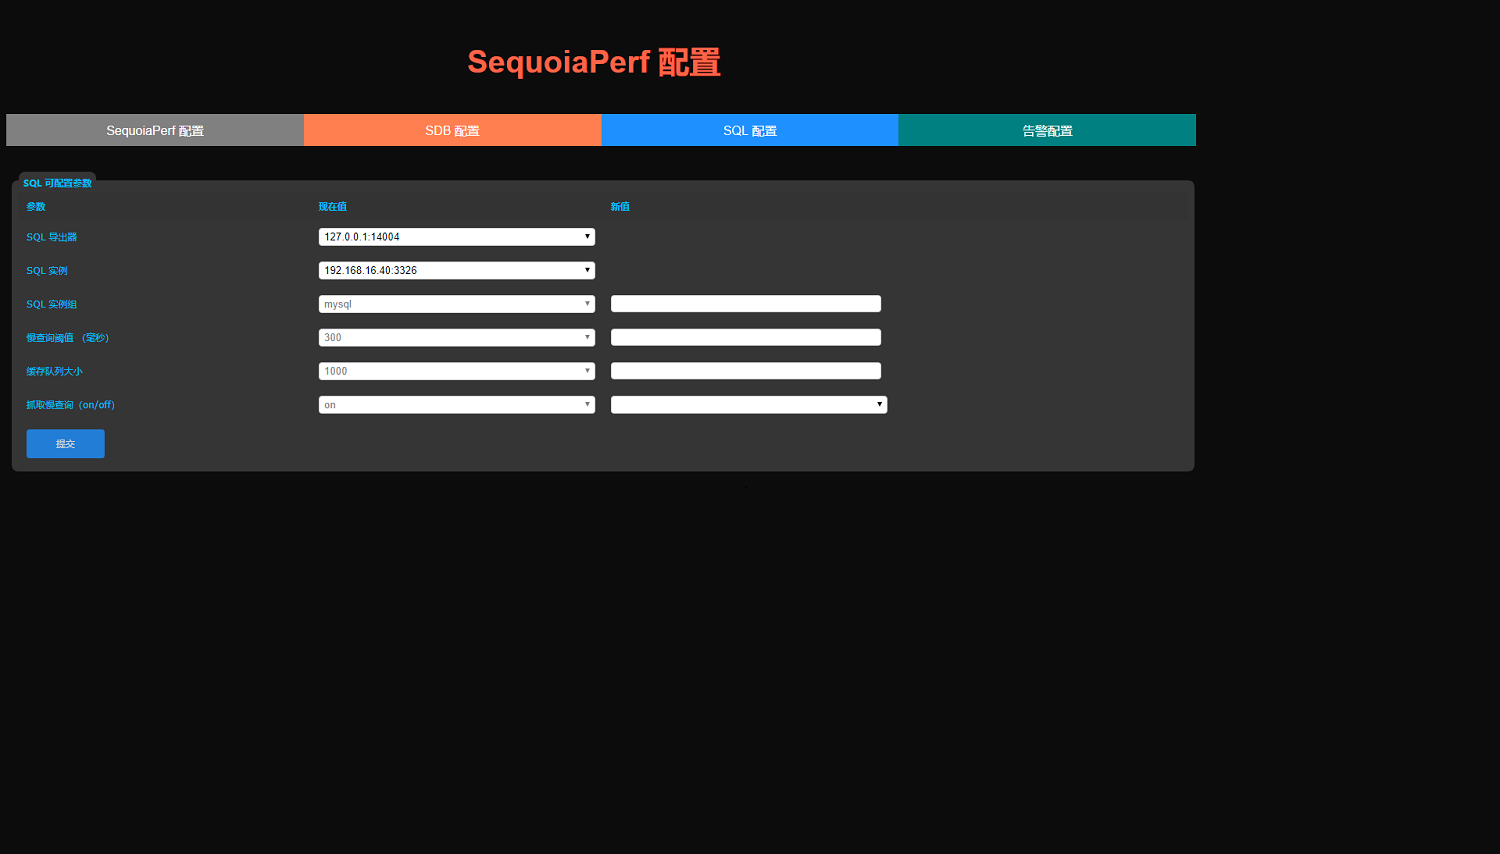 SequoiaPerf 配置
SequoiaPerf 配置 SDB 配置 SQL 配置 告警配置
SQL 可配置参数
参数 现在值 新值
SQL 导出器 127.0.0.1:14004
SQL 实例 192.168.16.40:3326
SQL 实例组 mysql
慢查询阈值 （毫秒） 300
缓存队列大小 1000
抓取慢查询（on/off） on
提交